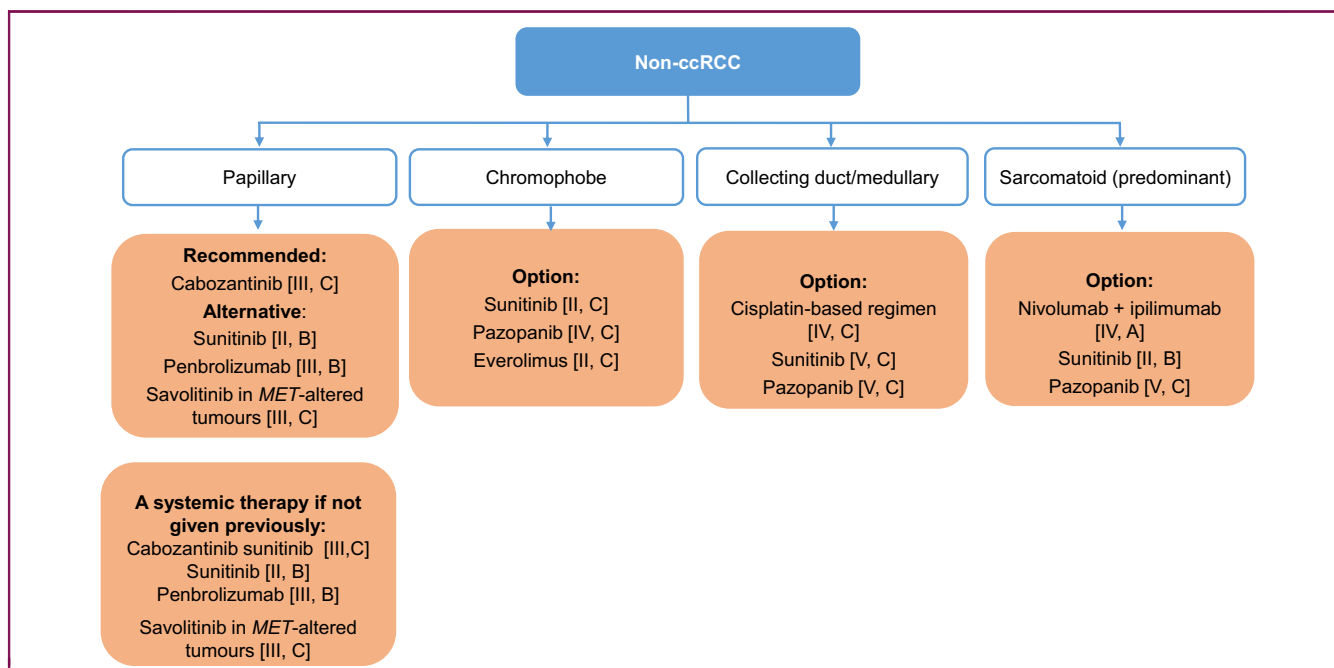 Non-ccRCC
Papillary
Chromophobe
Collecting duct/medullary
Sarcomatoid (predominant)
Recommended:
Cabozantinib [III, C]
Alternative:
Sunitinib [II, B]
Penbrolizumab [III, B]
Savolitinib in MET-altered
tumours [III, C]
Option:
Sunitinib [II, C]
Pazopanib [IV, C]
Everolimus [II, C]
Option:
Cisplatin-based regimen
[IV, C]
Sunitinib [V, C]
Pazopanib [V, C]
Option:
Nivolumab + ipilimumab
[IV, A]
Sunitinib [II, B]
Pazopanib [V, C]
A systemic therapy if not
given previously:
Cabozantinib sunitinib [III,C]
Sunitinib [II, B]
Penbrolizumab [III, B]
Savolitinib in MET-altered
tumours [III, C]